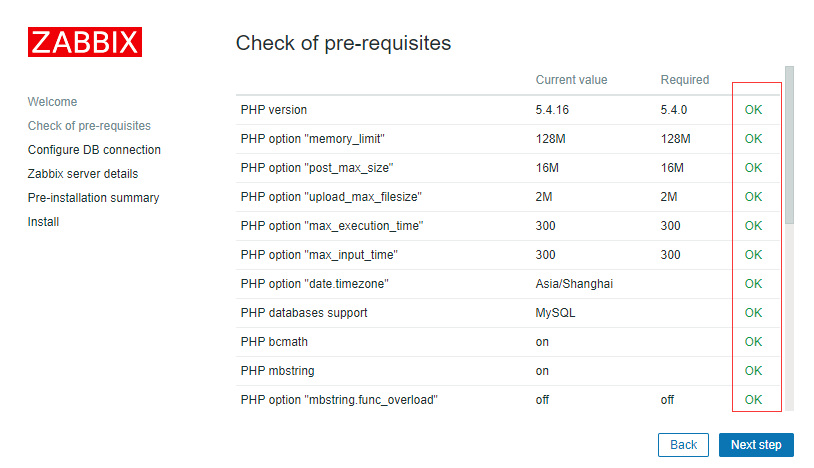 ZABBIX
Check of pre-requisites
Welcome
Check of pre-requisites
Configure DB connection
Zabbix server details
Pre-installation summary
Install
Current value Required
PHP version 5.4.16 5.4.0 OK
PHP option "memory_limit" 128M 128M OK
PHP option "post_max_size" 16M 16M OK
PHP option "upload_max_filesize" 2M 2M OK
PHP option "max_execution_time" 300 300 OK
PHP option "max_input_time" 300 300 OK
PHP option "date.timezone" Asia/Shanghai OK
PHP databases support MySQL OK
PHP bcmath on OK
PHP mbstring on OK
PHP option "mbstring.func_overload" off off OK
Back Next step